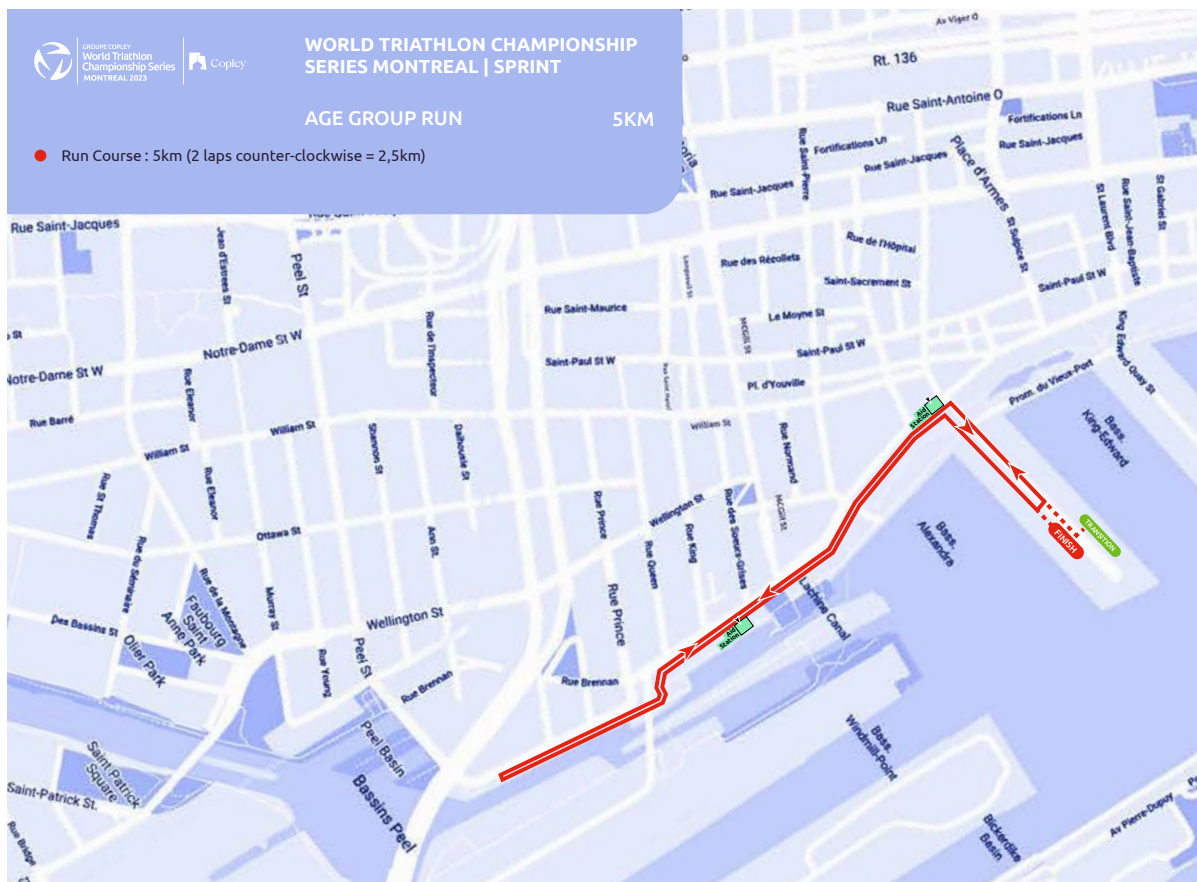 GROUPE COPLEY
World Triathlon
Championship Series
MONTREAL 2023
Copley
WORLD TRIATHLON CHAMPIONSHIP
SERIES MONTREAL | SPRINT
AGE GROUP RUN
5KM
Run Course : 5km (2 laps counter-clockwise = 2,5km)
Av Viger O
Rt. 136
Rue Saint-Antoine O
Fortifications Ln
Fortifications Ln
Rue Saint-Jacques
Rue Saint-Jacques
Rue Saint-Jacques
Rue Saint-Pierre
Place d'Armes
St Sulpice St
St Laurent Blvd
Rue Saint-Jean-Baptiste
St Gabriel St
Rue Saint-Jacques
Jean d'Estrees St
Peel St
Rue de l'Hôpital
Rue des Récollets
Saint-Sacrement St
Saint-Paul St W
Longueuil St
Rue Saint-Maurice
Le Moyne St
McGill St
King Edward Quay St
Rue de l'Inspecteur
Notre-Dame St W
Notre-Dame St W
Saint-Paul St W
Saint-Paul St W
Pl. d'Youville
Prom. du Vieux-Port
Rue Eleanor
Rue Barré
William St
William St
William St
Shannon St
Dalhousie St
Rue Normand
Aid
Station
Bass.
King-Edward
Rue St Thomas
Rue Eleanor
Ottawa St
Ann St
Rue Prince
Wellington St
Rue des Soeurs-Grises
McGill St
Rue King
Rue Queen
Bass.
Alexandra
FINISH
TRANSITION
Rue du Séminaire
Rue de la Montagne
Faubourg
Saint
Anne Park
Murray St
Des Bassins St
Olier Park
Wellington St
Rue Prince
Lachine Canal
Aid
Station
Rue Young
Peel St
Rue Brennan
Rue Brennan
Peel Basin
Bassins Peel
Bass.
Windmill-Point
Saint Patrick
Square
Saint-Patrick St.
Rue Bridge
Bickerdike
Basin
Av Pierre-Dupuy